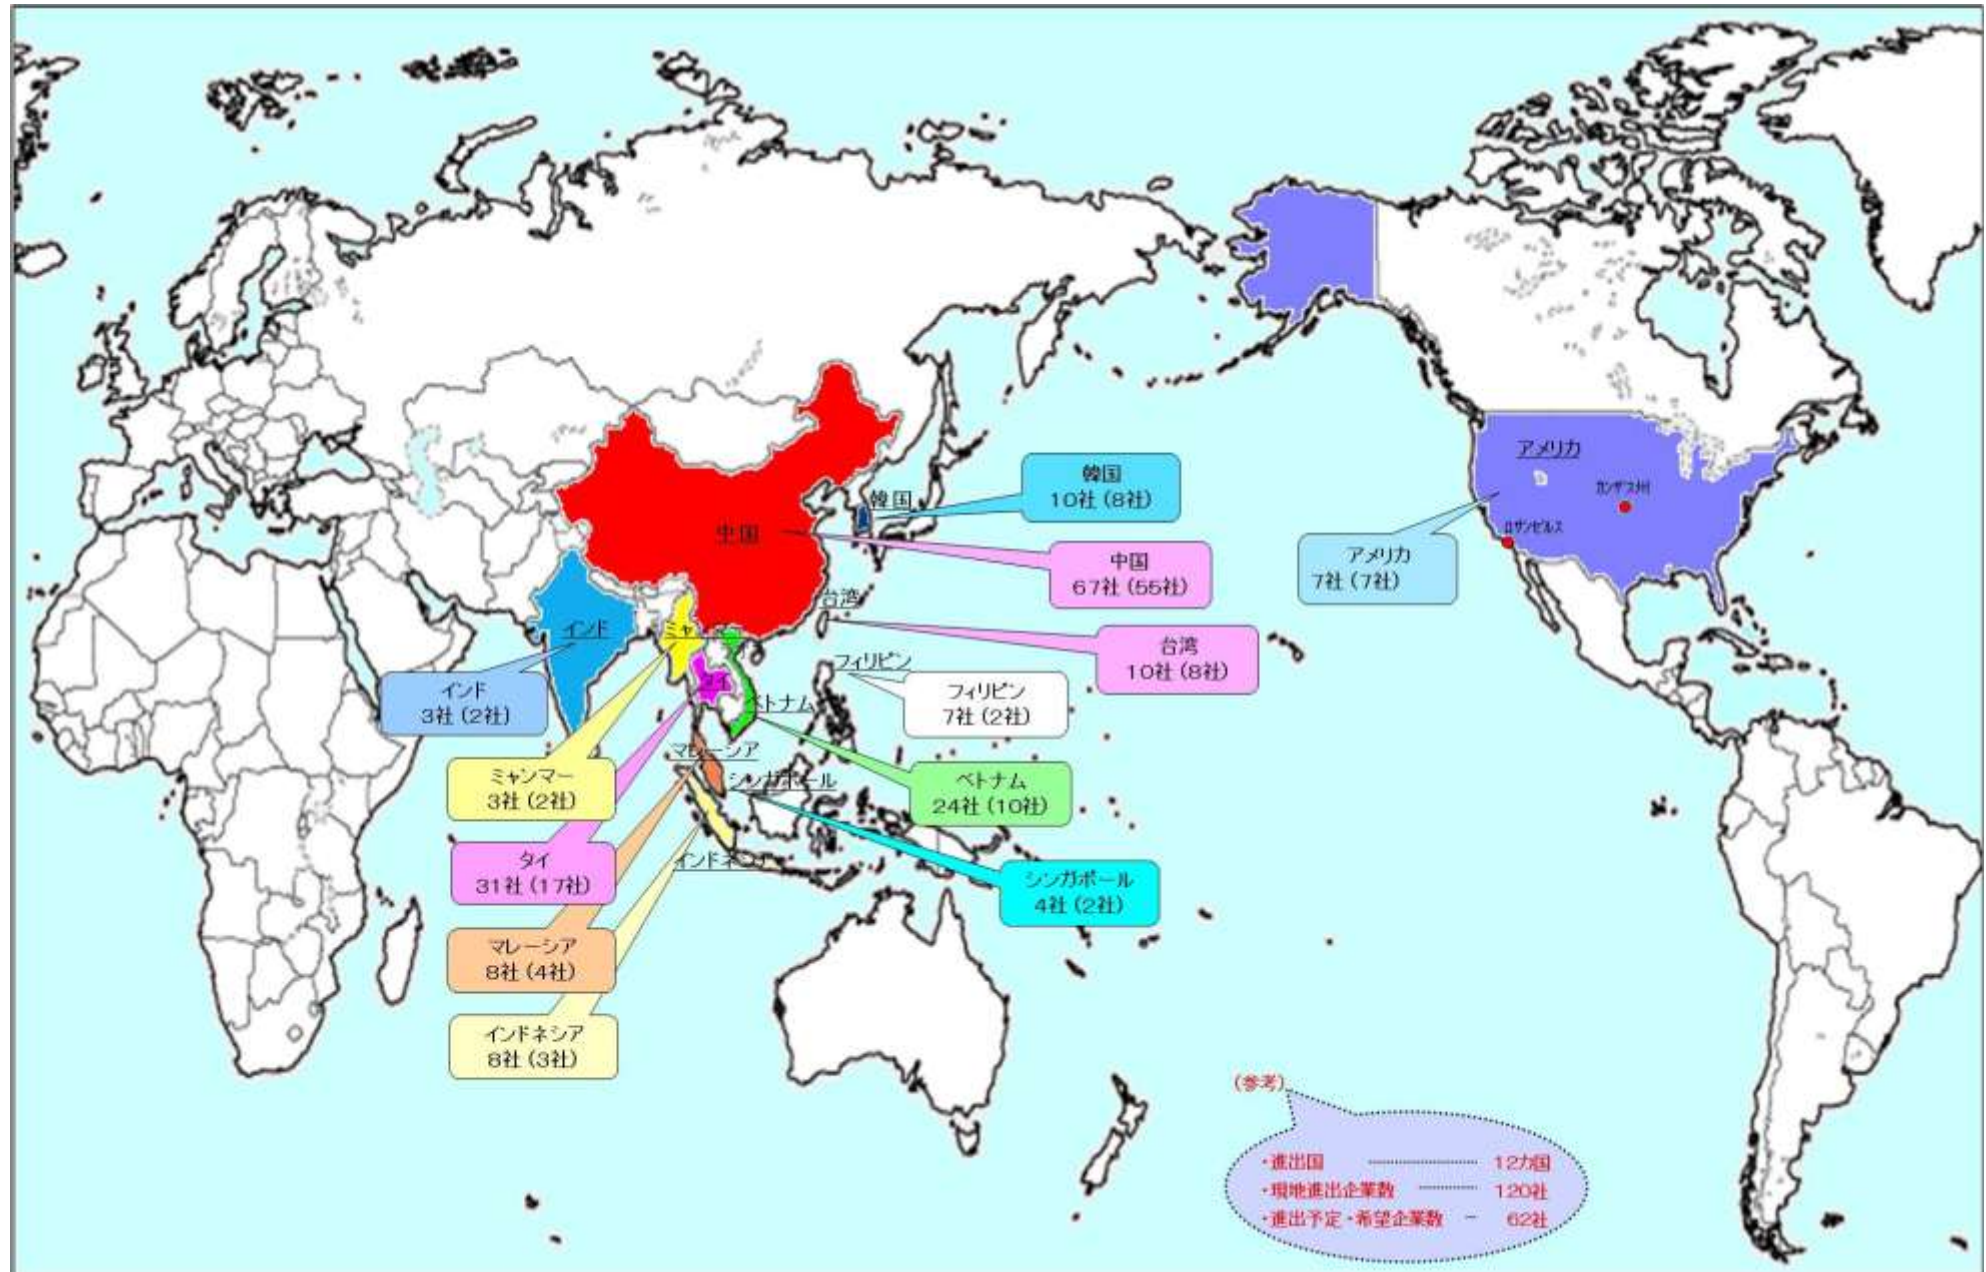 アメリカ
カンザス州
ロサンゼルス
韓国
韓国
10社（8社）
中国
中国
67社（55社）
アメリカ
7社（7社）
台湾
台湾
10社（8社）
インド
インド
3社（2社）
ミャンマー
ミャンマー
3社（2社）
タイ
タイ
31社（17社）
フィリピン
フィリピン
7社（2社）
ベトナム
ベトナム
24社（10社）
マレーシア
マレーシア
8社（4社）
シンガポール
シンガポール
4社（2社）
インドネシア
インドネシア
8社（3社）
（参考）
・進出国 ………………… 12カ国
・現地進出企業数 ………… 120社
・進出予定・希望企業数 … 62社